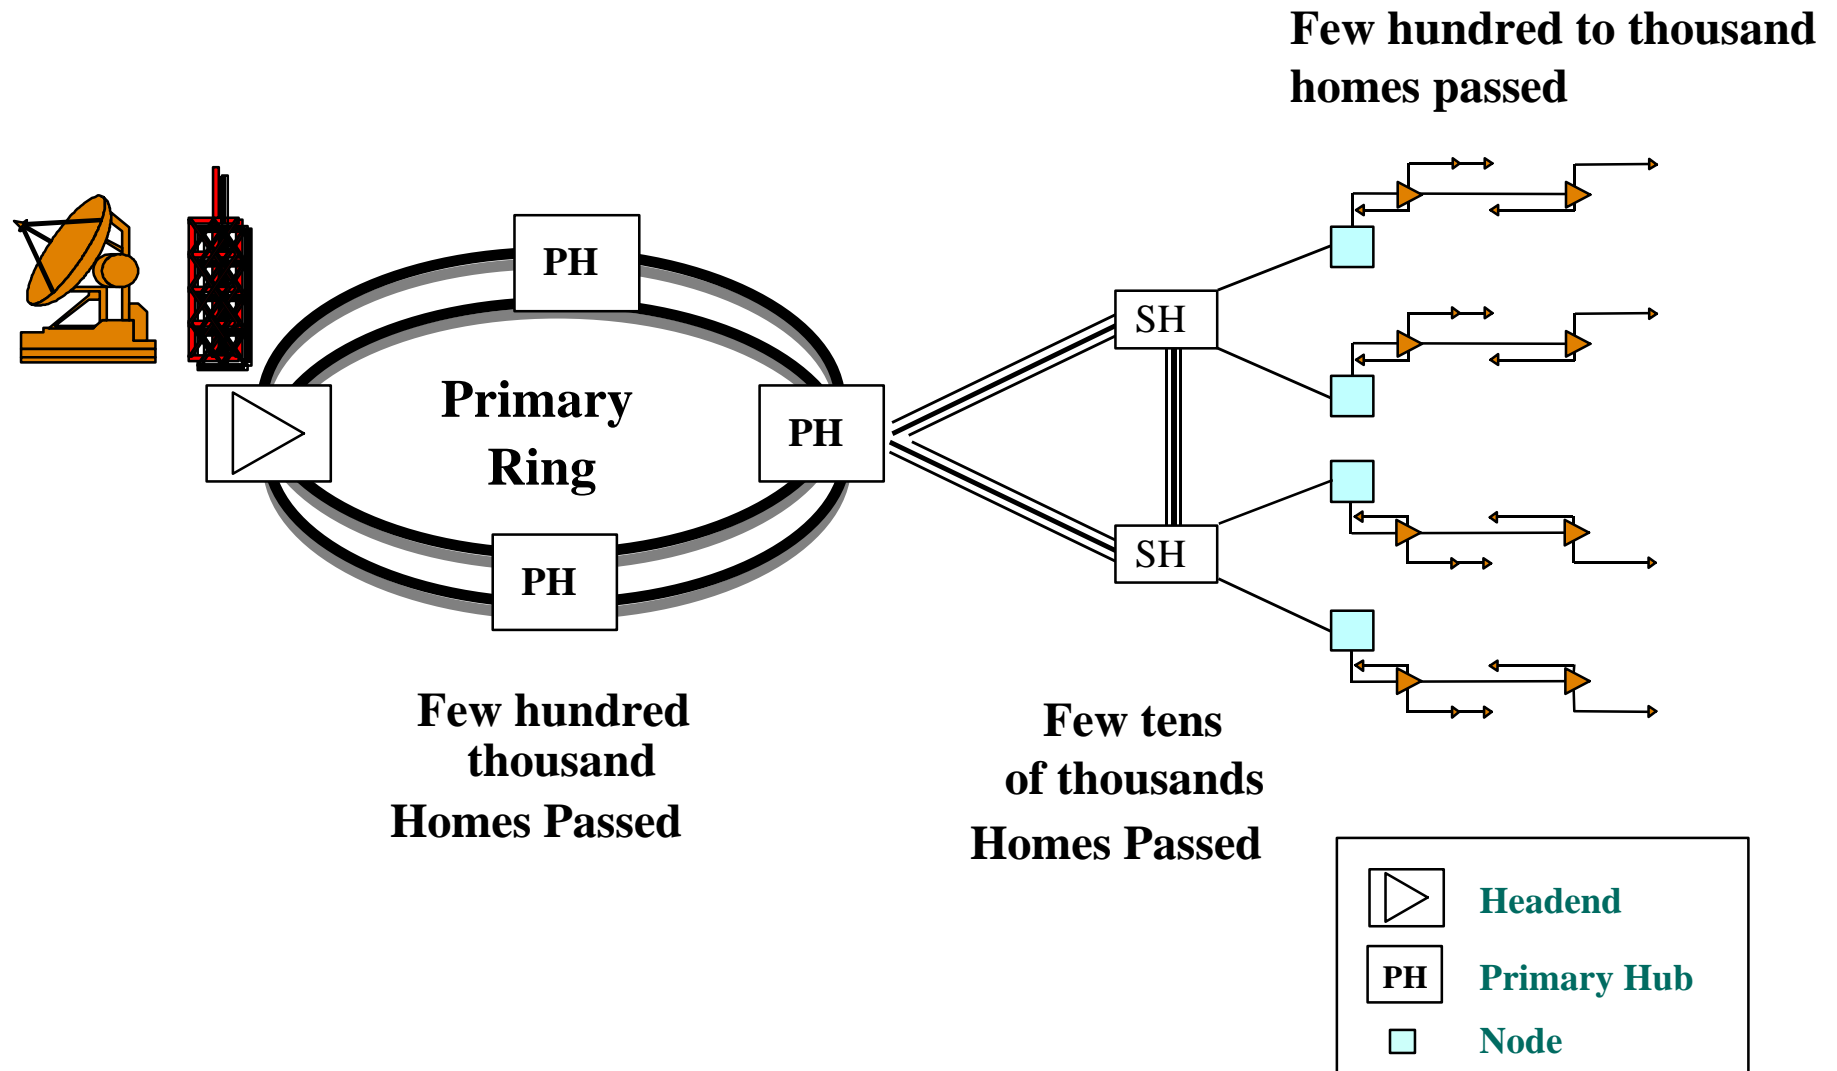 Few hundred to thousand
homes passed
PH
SH
Primary
Ring
PH
SH
PH
Few hundred
thousand
Homes Passed
Few tens
of thousands
Homes Passed
Headend
PH Primary Hub
Node